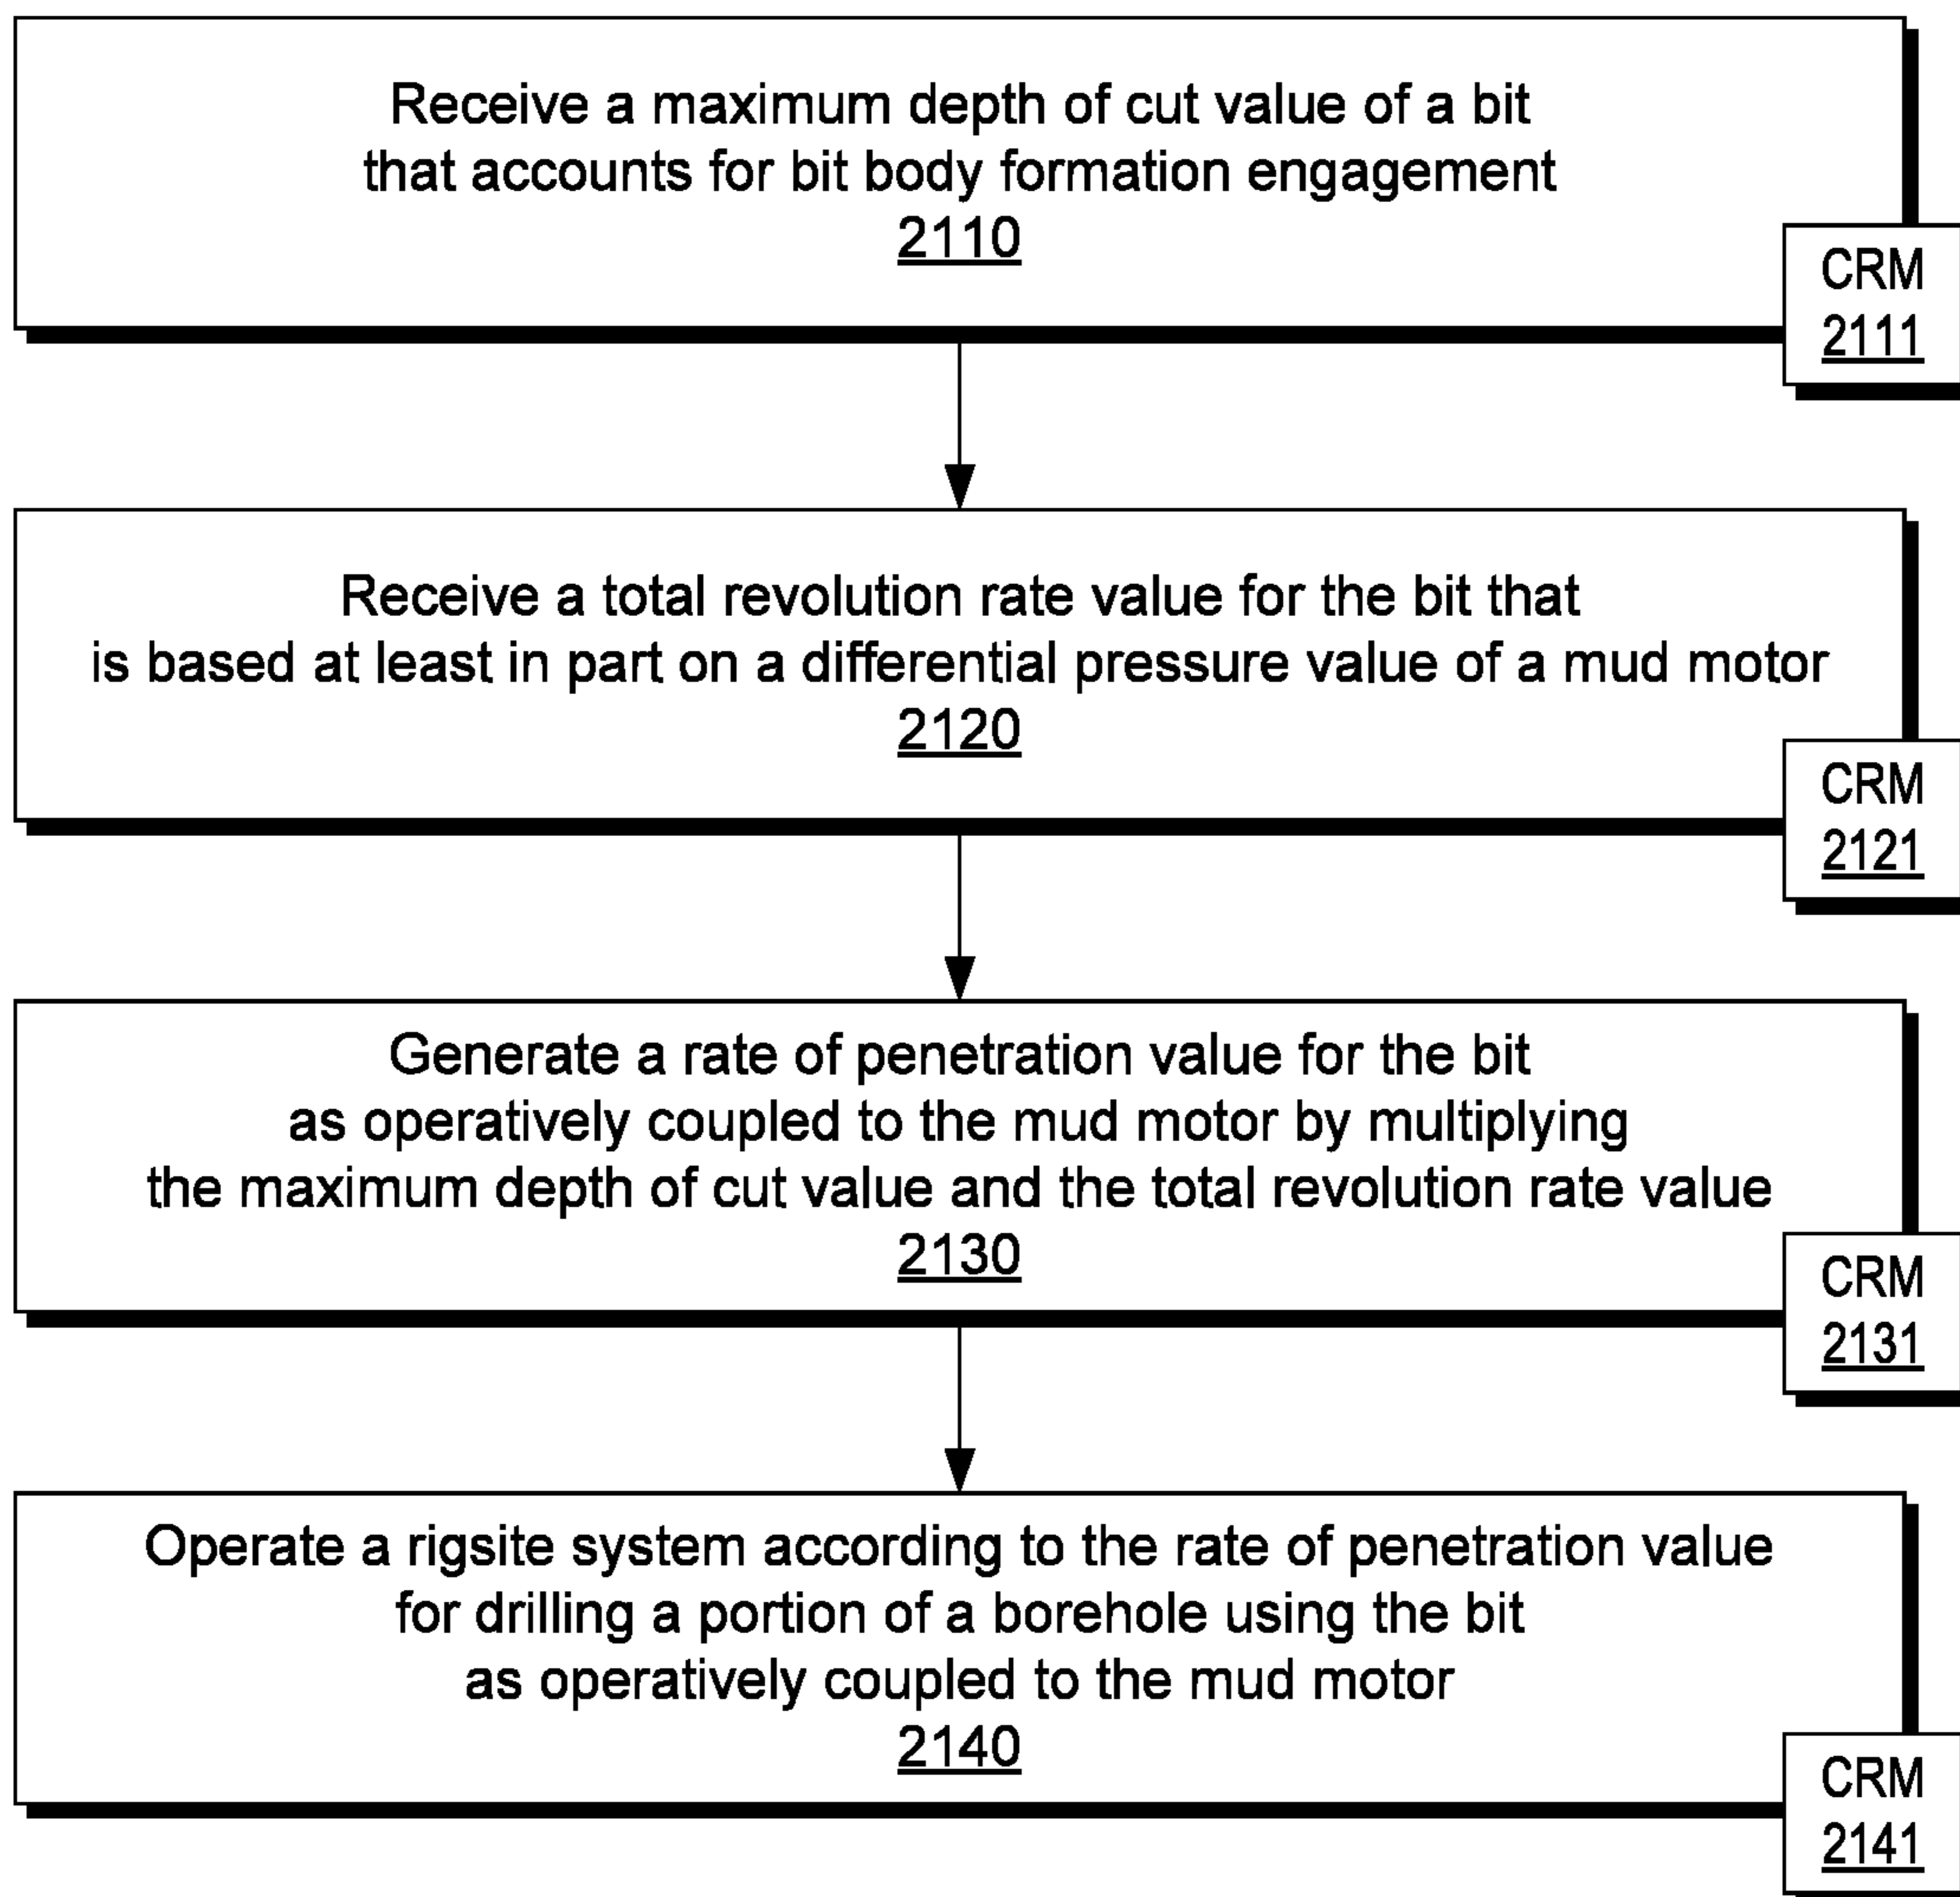 Receive a maximum depth of cut value of a bit
that accounts for bit body formation engagement
2110
CRM
2111
Receive a total revolution rate value for the bit that
is based at least in part on a differential pressure value of a mud motor
2120
CRM
2121
Generate a rate of penetration value for the bit
as operatively coupled to the mud motor by multiplying
the maximum depth of cut value and the total revolution rate value
2130
CRM
2131
Operate a rigsite system according to the rate of penetration value
for drilling a portion of a borehole using the bit
as operatively coupled to the mud motor
2140
CRM
2141